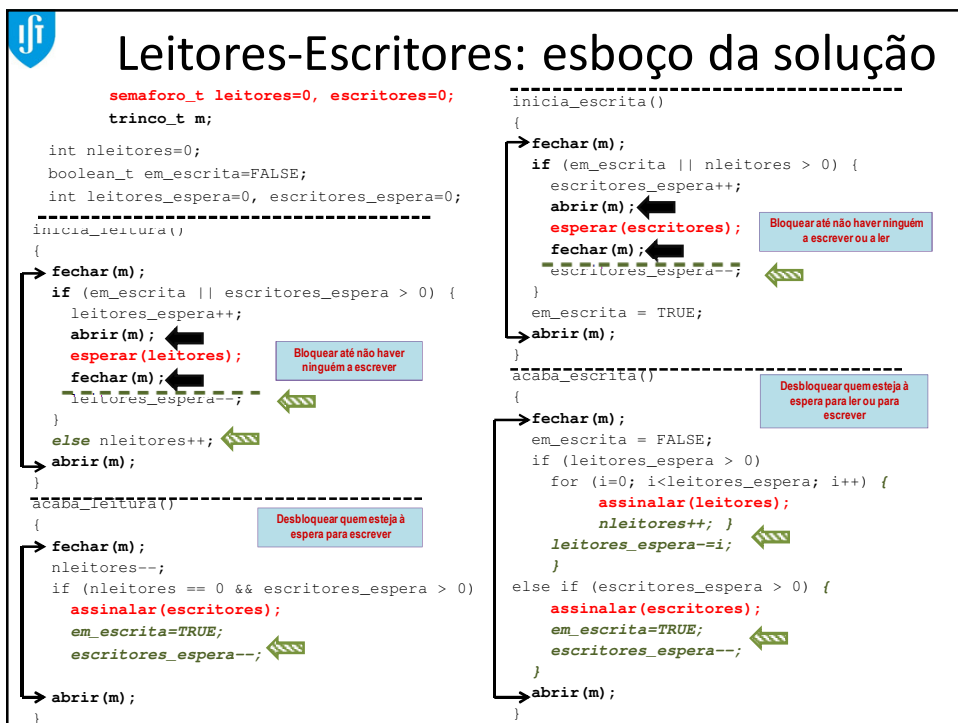 Leitores-Escritores: esboço da solução
semaforo_t leitores=0, escritores=0;
trinco_t m;
int nleitores=0;
boolean_t em_escrita=FALSE;
int leitores_espera=0, escritores_espera=0;
inicia_leitura()
{
fechar(m);
if (em_escrita || escritores_espera > 0) {
leitores_espera++;
abrir(m);
esperar(leitores);
fechar(m);
leitores_espera--;
}
else nleitores++;
abrir(m);
}
Bloquear até não haver
ninguém a escrever
acaba_leitura()
{
fechar(m);
nleitores--;
if (nleitores == 0 && escritores_espera > 0)
assinalar(escritores);
em_escrita=TRUE;
escritores_espera--;
abrir(m);
}
Desbloquear quem esteja à
espera para escrever
inicia_escrita()
{
fechar(m);
if (em_escrita || nleitores > 0) {
escritores_espera++;
abrir(m);
esperar(escritores);
fechar(m);
escritores_espera--;
}
em_escrita = TRUE;
abrir(m);
}
Bloquear até não haver ninguém
a escrever ou a ler
acaba_escrita()
{
fechar(m);
em_escrita = FALSE;
if (leitores_espera > 0)
for (i=0; i<leitores_espera; i++) {
assinalar(leitores);
nleitores++; }
leitores_espera-=i;
}
else if (escritores_espera > 0) {
assinalar(escritores);
em_escrita=TRUE;
escritores_espera--;
}
abrir(m);
}
Desbloquear quem esteja à
espera para ler ou para
escrever